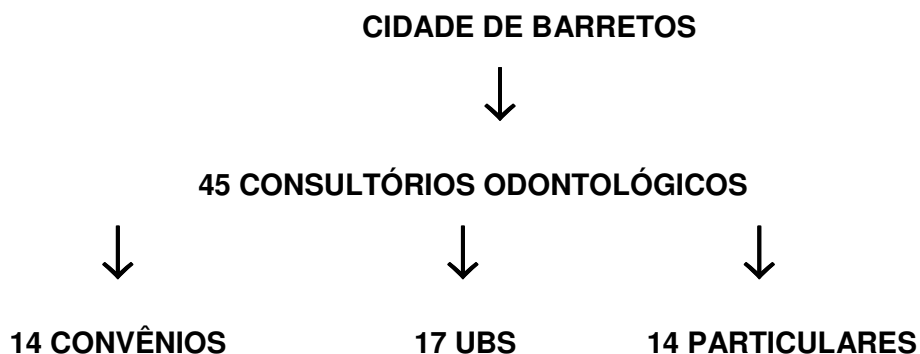 CIDADE DE BARRETOS
45 CONSULTÓRIOS ODONTOLÓGICOS
14 CONVÊNIOS 17 UBS 14 PARTICULARES